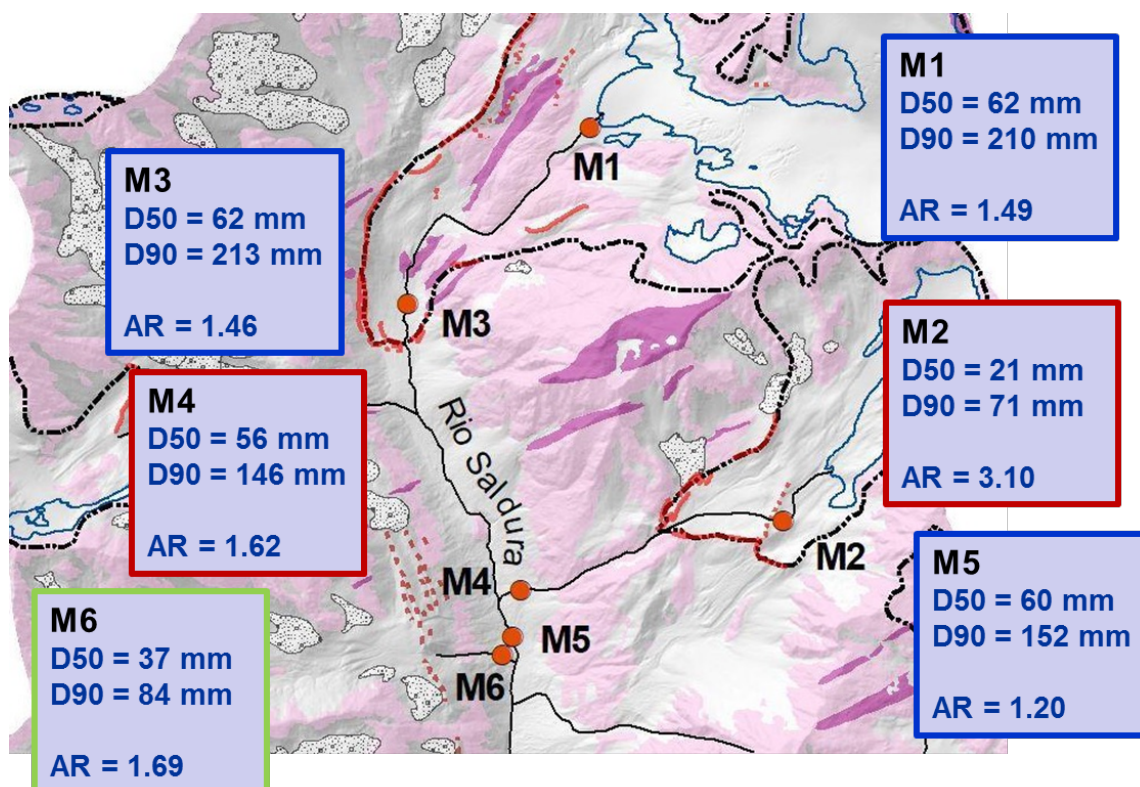 M1
D50 = 62 mm
D90 = 210 mm
AR = 1.49
M3
D50 = 62 mm
D90 = 213 mm
AR = 1.46
M2
D50 = 21 mm
D90 = 71 mm
AR = 3.10
M4
D50 = 56 mm
D90 = 146 mm
AR = 1.62
M5
D50 = 60 mm
D90 = 152 mm
AR = 1.20
M6
D50 = 37 mm
D90 = 84 mm
AR = 1.69
M1
M3
Rio Saldura
M2
M4
M5
M6